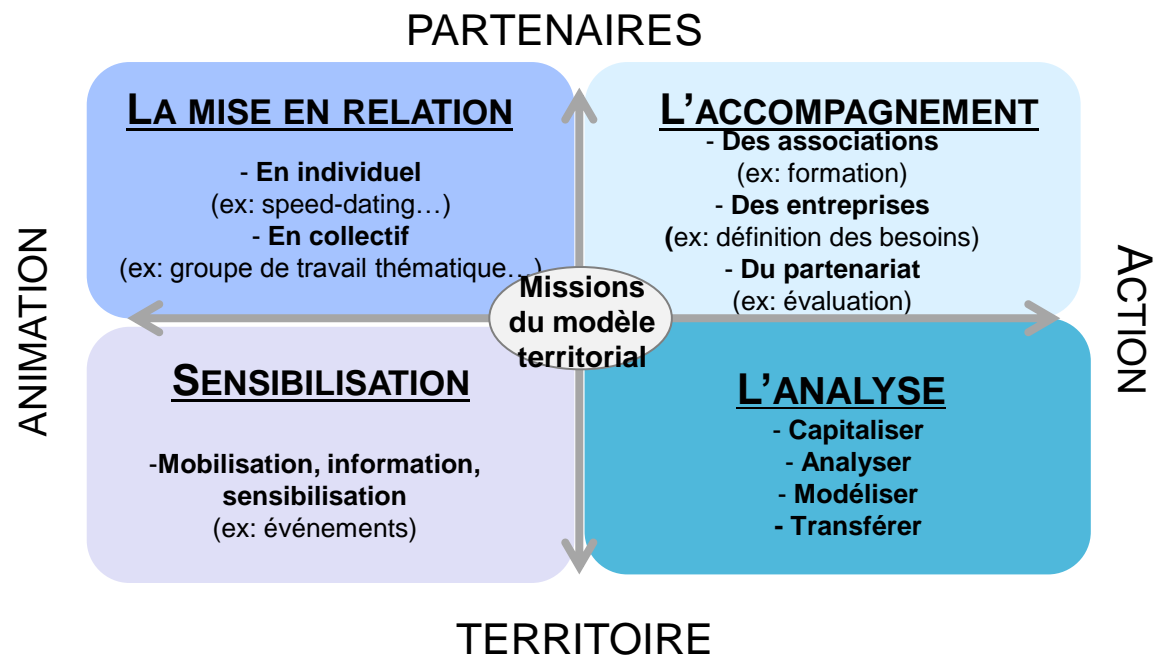 PARTENAIRES
LA MISE EN RELATION
- En individuel
(ex: speed-dating…)
- En collectif
(ex: groupe de travail thématique…)
L'ACCOMPAGNEMENT
- Des associations
(ex: formation)
- Des entreprises
(ex: définition des besoins)
- Du partenariat
(ex: évaluation)
ANIMATION
Missions
du modèle
territorial
ACTION
SENSIBILISATION
-Mobilisation, information,
sensibilisation
(ex: événements)
L'ANALYSE
- Capitaliser
- Analyser
- Modéliser
- Transférer
TERRITOIRE